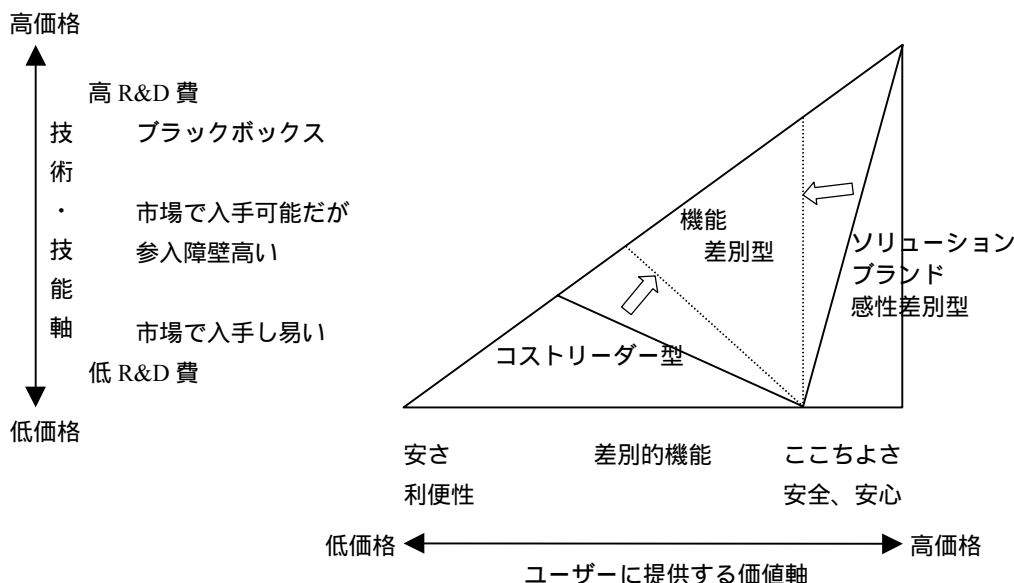 高価格
高 R&D 費
技術・技能軸
ブラックボックス
市場で入手可能だが
参入障壁高い
市場で入手し易い
低 R&D 費
低価格
機能
差別型
ソリューション
ブランド
感性差別型
コストリーダー型
安さ
利便性
差別的機能
ここちよさ
安全、安心
低価格
高価格
ユーザーに提供する価値軸